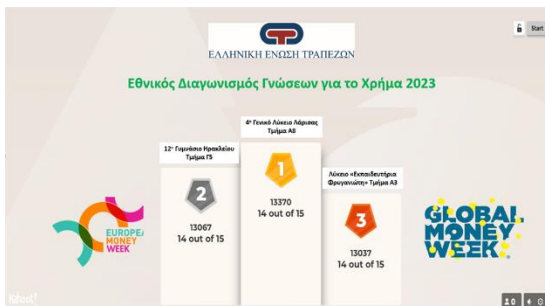 ΕΛΛΗΝΙΚΗ ΕΝΩΣΗ ΤΡΑΠΕΖΩΝ
Start
Εθνικός Διαγωνισμός Γνώσεων για το Χρήμα 2023
4ο Γενικό Λύκειο Λάρισας
Τμήμα Α8
12ο Γυμνάσιο Ηρακλείου
Τμήμα Γ5
Λύκειο «Εκπαιδευτήρια
Φρυγανιώτη» Τμήμα Α3
1
2
3
13370
14 out of 15
13067
14 out of 15
13037
14 out of 15
EUROPEAN
MONEY
WEEK
GLOBAL
MONEY
WEEK
Kahoot!
0